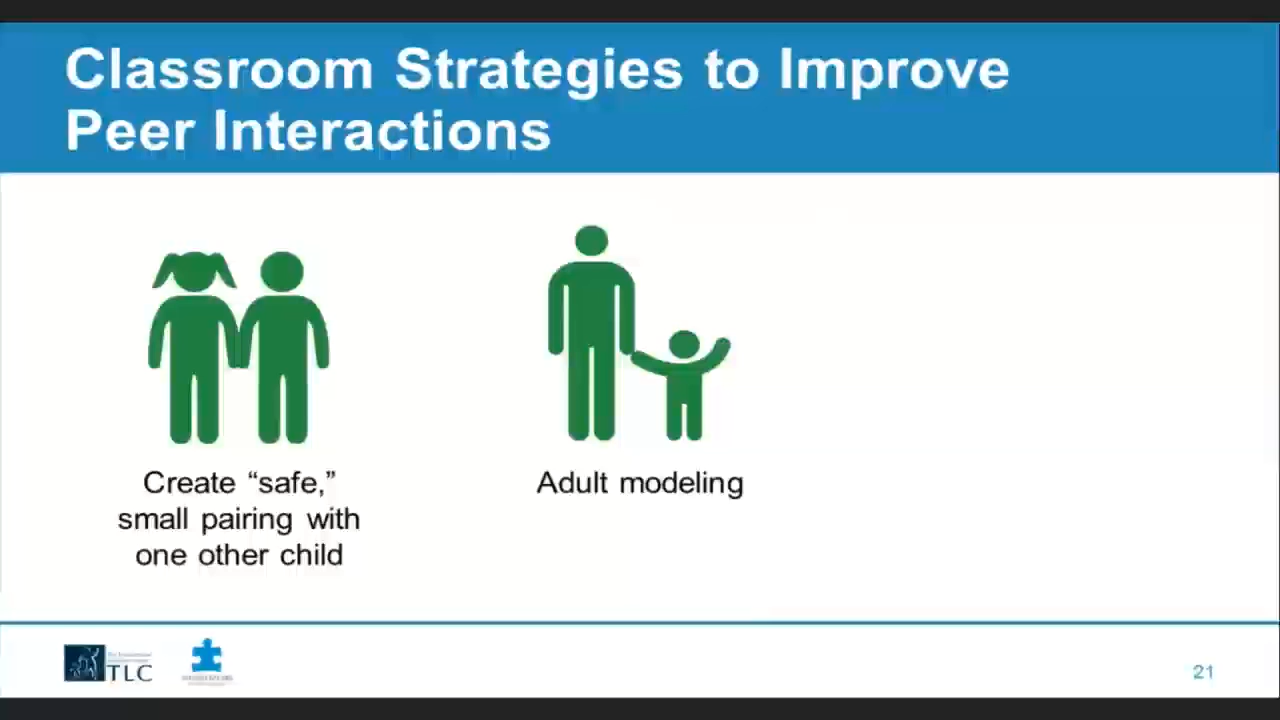 Classroom Strategies to Improve
Peer Interactions
Create “safe,”
small pairing with
one other child
Adult modeling
TLC
21